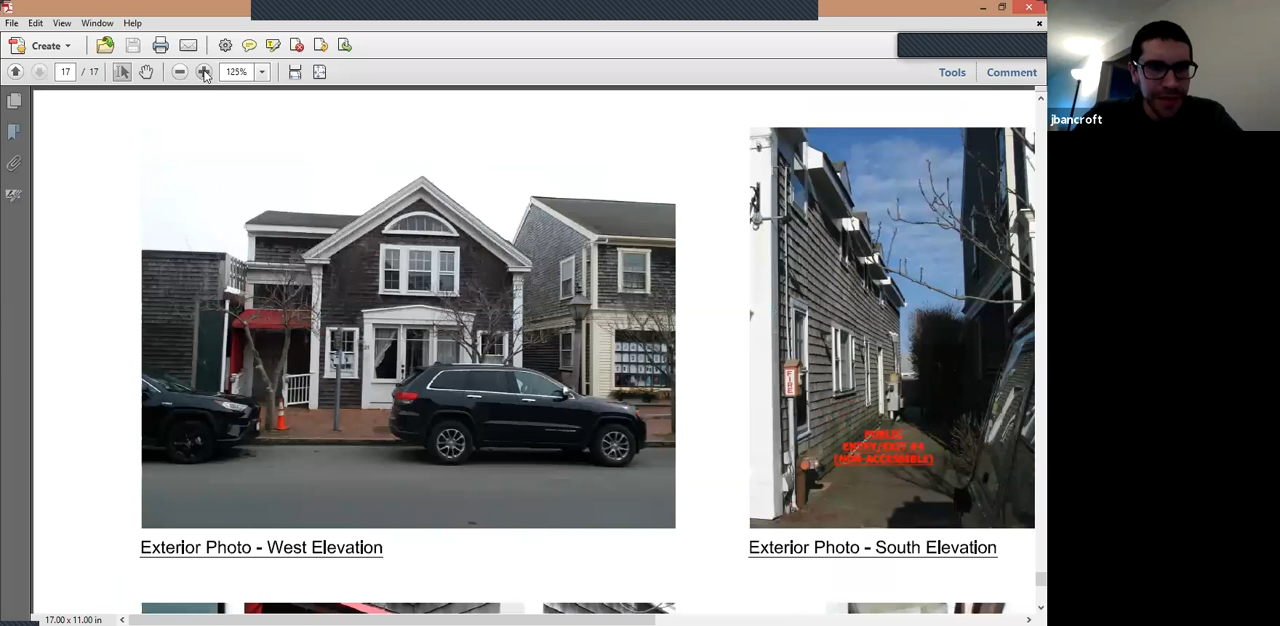 File Edit View Window Help
Create
17 / 17 125% Tools Comment
jbancroft
FIRE
PUBLIC
ENTRY/EXIT #4
(NON-ACCESSIBLE)
Exterior Photo - West Elevation Exterior Photo - South Elevation
17.00 x 11.00 in